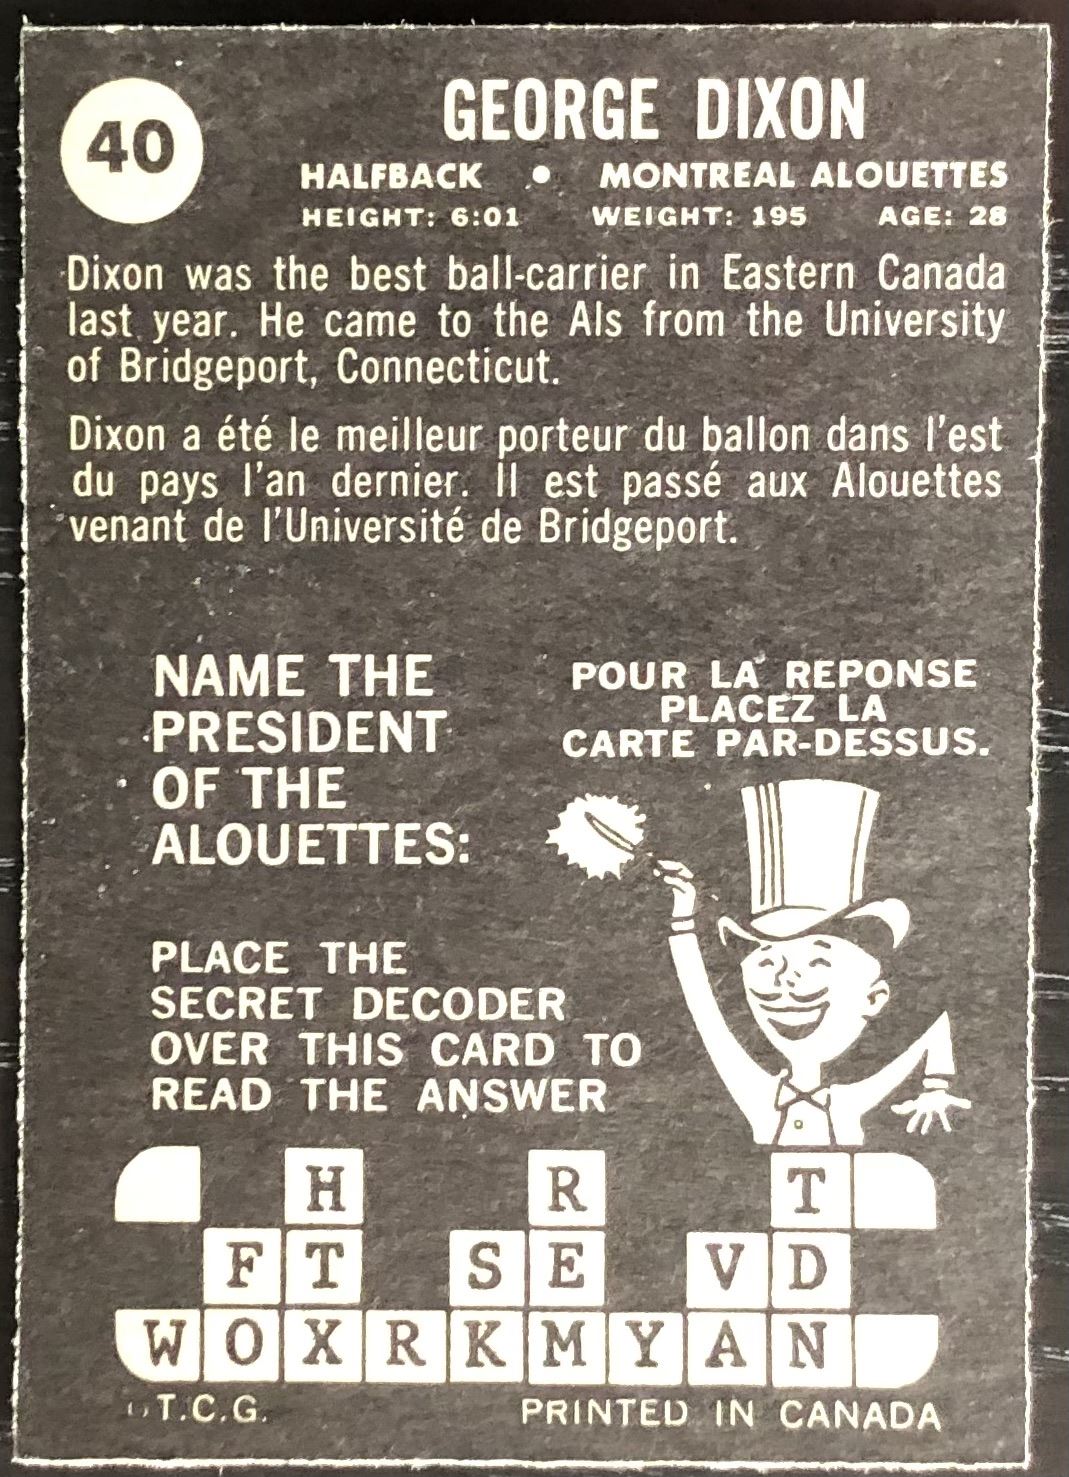 40
GEORGE DIXON
HALFBACK • MONTREAL ALOUETTES
HEIGHT: 6:01 WEIGHT: 195 AGE: 28
Dixon was the best ball-carrier in Eastern Canada
last year. He came to the Als from the University
of Bridgeport, Connecticut.
Dixon a été le meilleur porteur du ballon dans l'est
du pays l'an dernier. Il est passé aux Alouettes
venant de l'Université de Bridgeport.
NAME THE
PRESIDENT
OF THE
ALOUETTES:
POUR LA REPONSE
PLACEZ LA
CARTE PAR-DESSUS.
PLACE THE
SECRET DECODER
OVER THIS CARD TO
READ THE ANSWER
H R T
F T S E V D
W O X R K M Y A N
T.C.G. PRINTED IN CANADA